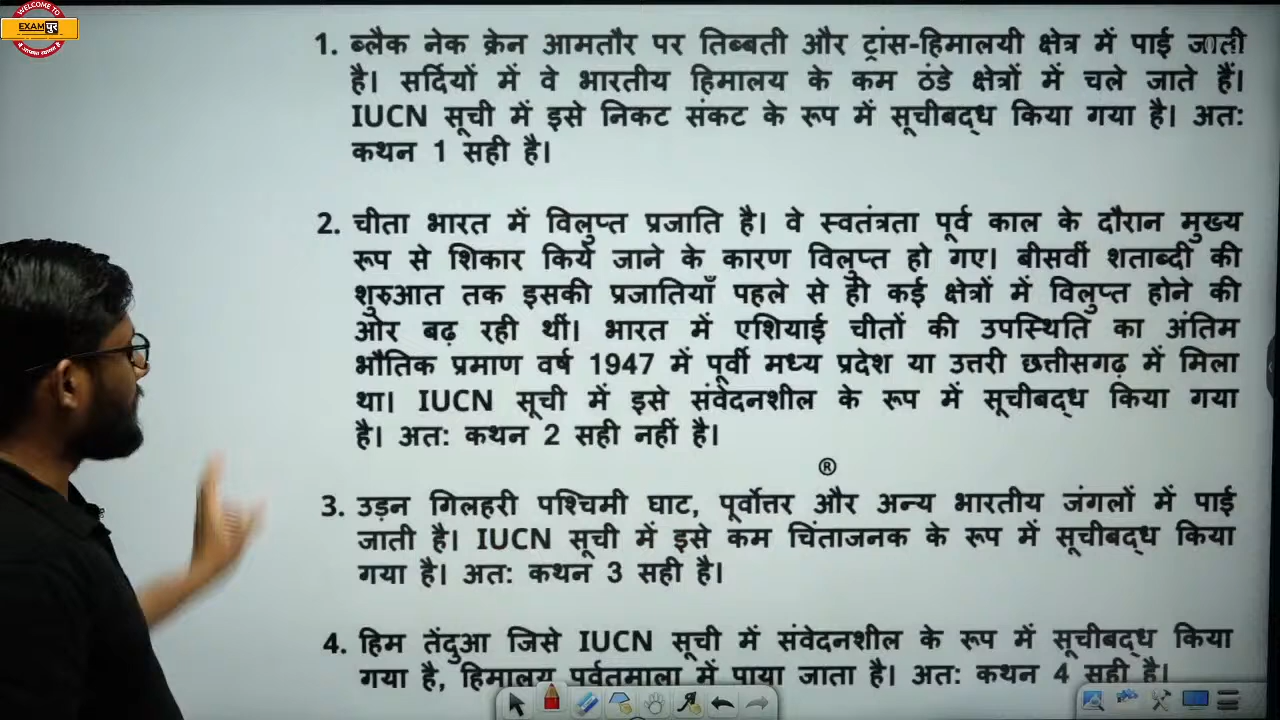 WELCOME TO
EXAM पुर
1. ब्लैक नेक क्रेन आमतौर पर तिब्बती और ट्रांस-हिमालयी क्षेत्र में पाई जाती
है। सर्दियों में वे भारतीय हिमालय के कम ठंडे क्षेत्रों में चले जाते हैं।
IUCN सूची में इसे निकट संकट के रूप में सूचीबद्ध किया गया है। अत:
कथन 1 सही है।
2. चीता भारत में विलुप्त प्रजाति है। वे स्वतंत्रता पूर्व काल के दौरान मुख्य
रूप से शिकार किये जाने के कारण विलुप्त हो गए। बीसवीं शताब्दी की
शुरुआत तक इसकी प्रजातियाँ पहले से ही कई क्षेत्रों में विलुप्त होने की
ओर बढ़ रही थीं। भारत में एशियाई चीतों की उपस्थिति का अंतिम
भौतिक प्रमाण वर्ष 1947 में पूर्वी मध्य प्रदेश या उत्तरी छत्तीसगढ़ में मिला
था। IUCN सूची में इसे संवेदनशील के रूप में सूचीबद्ध किया गया
है। अत: कथन 2 सही नहीं है।
®
3. उड़न गिलहरी पश्चिमी घाट, पूर्वोत्तर और अन्य भारतीय जंगलों में पाई
जाती है। IUCN सूची में इसे कम चिंताजनक के रूप में सूचीबद्ध किया
गया है। अत: कथन 3 सही है।
4. हिम तेंदुआ जिसे IUCN सूची में संवेदनशील के रूप में सूचीबद्ध किया
गया है, हिमालय पर्वतमाला में पाया जाता है। अत: कथन 4 सही है।